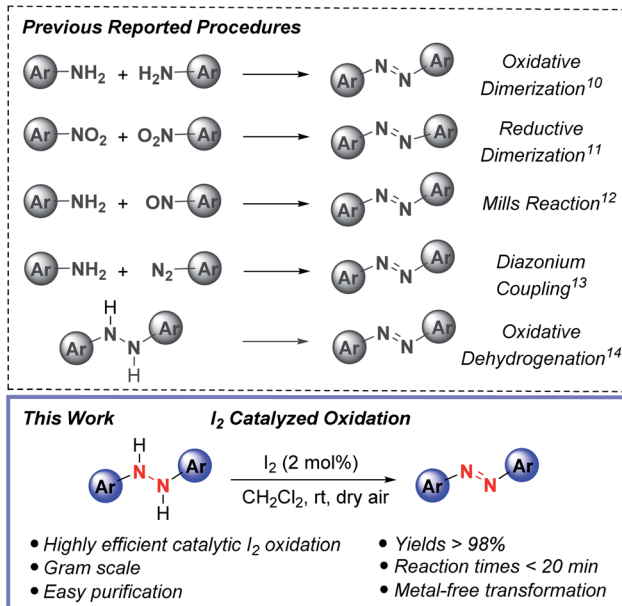 Previous Reported Procedures
Ar–NH₂ + H₂N–Ar → Ar N=N Ar Oxidative Dimerization¹⁰
Ar–NO₂ + O₂N–Ar → Ar N=N Ar Reductive Dimerization¹¹
Ar–NH₂ + ON–Ar → Ar N=N Ar Mills Reaction¹²
Ar–NH₂ + N₂–Ar → Ar N=N Ar Diazonium Coupling¹³
H
Ar N–N Ar → Ar N=N Ar Oxidative Dehydrogenation¹⁴
H
This Work I₂ Catalyzed Oxidation
H
Ar N–N Ar I₂ (2 mol%) Ar N=N Ar
H CH₂Cl₂, rt, dry air
• Highly efficient catalytic I₂ oxidation
• Gram scale
• Easy purification
• Yields > 98%
• Reaction times < 20 min
• Metal-free transformation